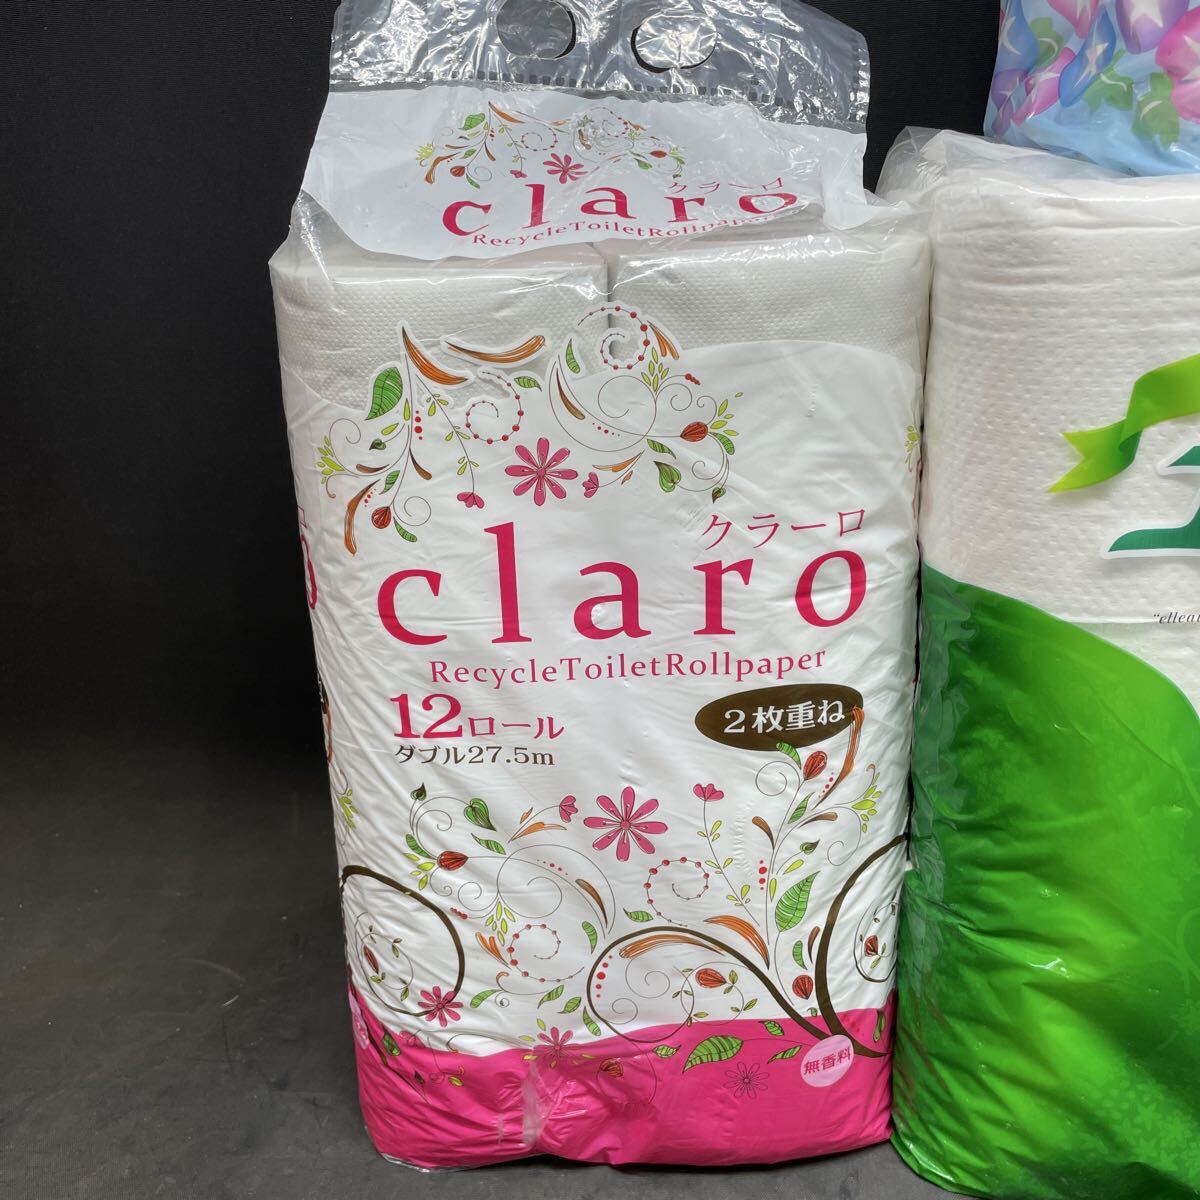 クラーロ
claro
RecycleToiletRollpaper
クラーロ
claro
RecycleToiletRollpaper
12ロール
2枚重ね
ダブル27.5m
無香料